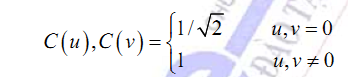 C(u), C(v) = { 1/√2 u,v = 0
1 u,v ≠ 0